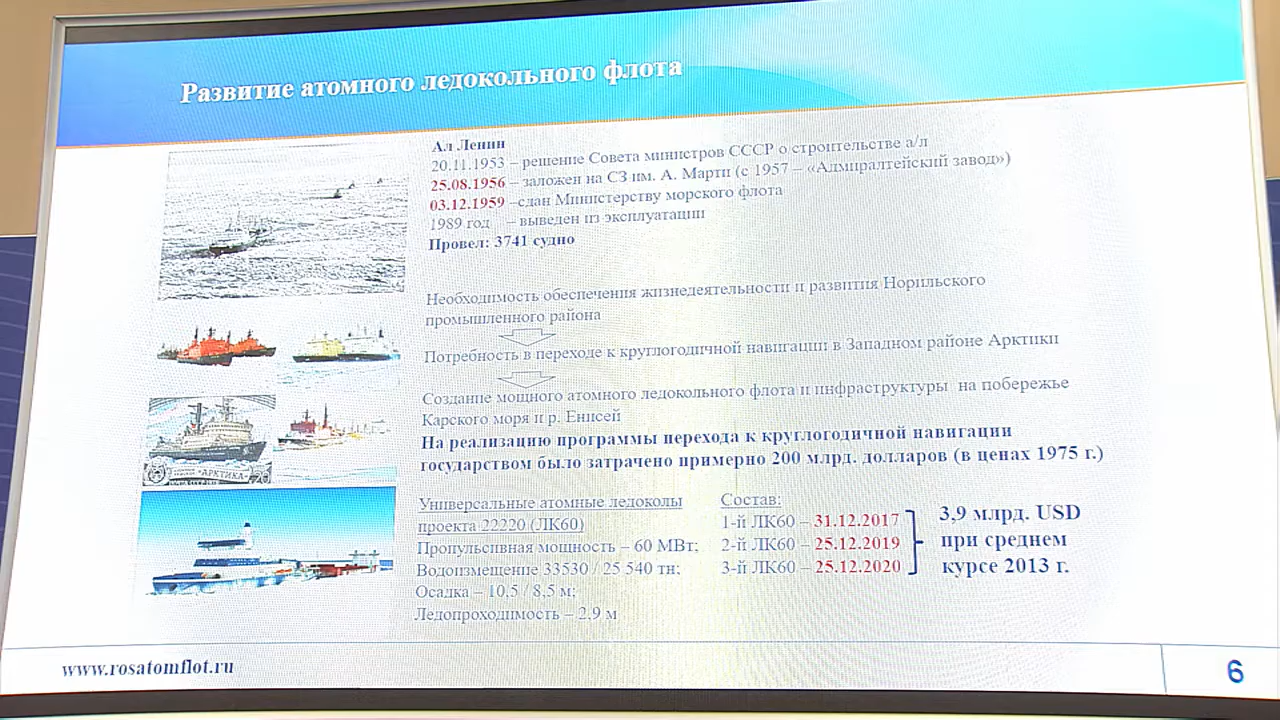 Развитие атомного ледокольного флота
Ал Ленин
20.11.1953 – решение Совета министров СССР о строительстве а/л
25.08.1956 – заложен на СЗ им. А. Марти (с 1957 – «Адмиралтейский завод»)
03.12.1959 –сдан Министерству морского флота
1989 год – выведен из эксплуатации
Провел: 3741 судно
Необходимость обеспечения жизнедеятельности и развития Норильского
промышленного района
Потребность в переходе к круглогодичной навигации в Западном районе Арктики
Создание мощного атомного ледокольного флота и инфраструктуры на побережье
Карского моря и р. Енисей
На реализацию программы перехода к круглогодичной навигации
государством было затрачено примерно 200 млрд. долларов (в ценах 1975 г.)
АРКТИКА
Универсальные атомные ледоколы
проекта 22220 (ЛК60)
Пропульсивная мощность – 60 МВт;
Водоизмещение 33530 / 25 540 тн;
Осадка – 10,5 / 8,5 м;
Ледопроходимость – 2,9 м
Состав:
1-й ЛК60 – 31.12.2017
2-й ЛК60 – 25.12.2019
3-й ЛК60 – 25.12.2020
3,9 млрд. USD
при среднем
курсе 2013 г.
www.rosatomflot.ru
6